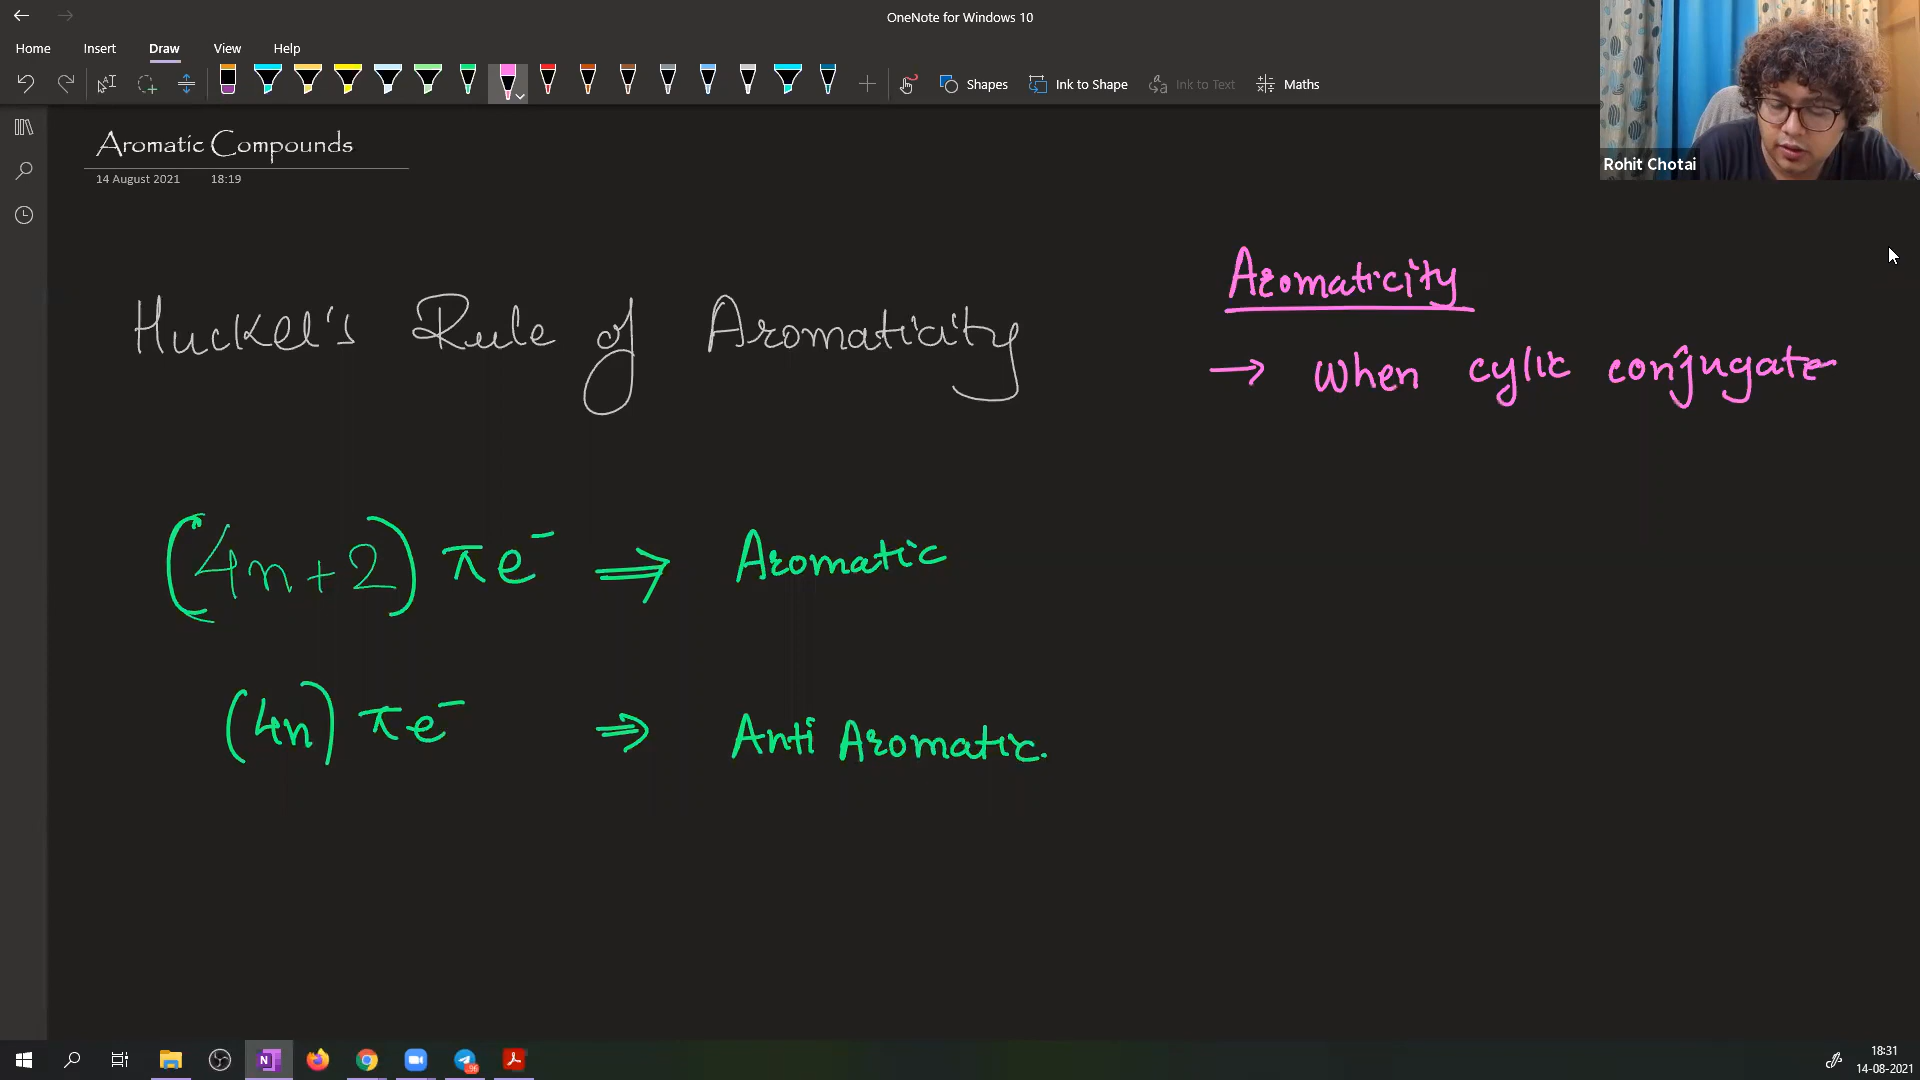 OneNote for Windows 10
Home Insert Draw View Help
Shapes Ink to Shape Ink to Text Maths
Rohit Chotai
Aromatic Compounds
14 August 2021 18:19
Huckel's Rule of Aromaticity
Aromaticity
→ When cylic conjugate
(4n+2) π e⁻ ⇒ Aromatic
(4n) π e⁻ ⇒ Anti Aromatic.
18:31
14-08-2021